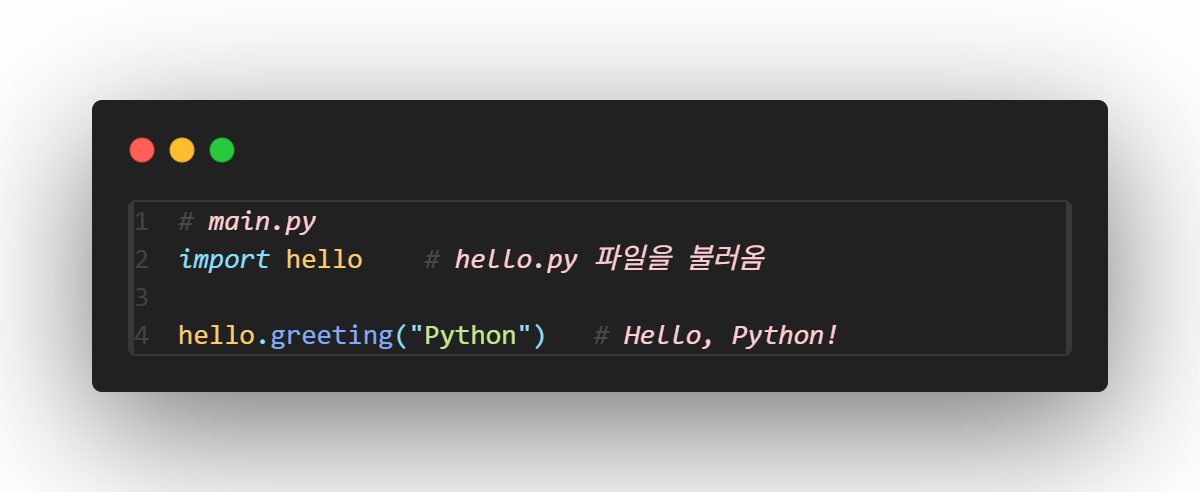 1 # main.py
2 import hello    # hello.py 파일을 불러옴
3
4 hello.greeting("Python")   # Hello, Python!